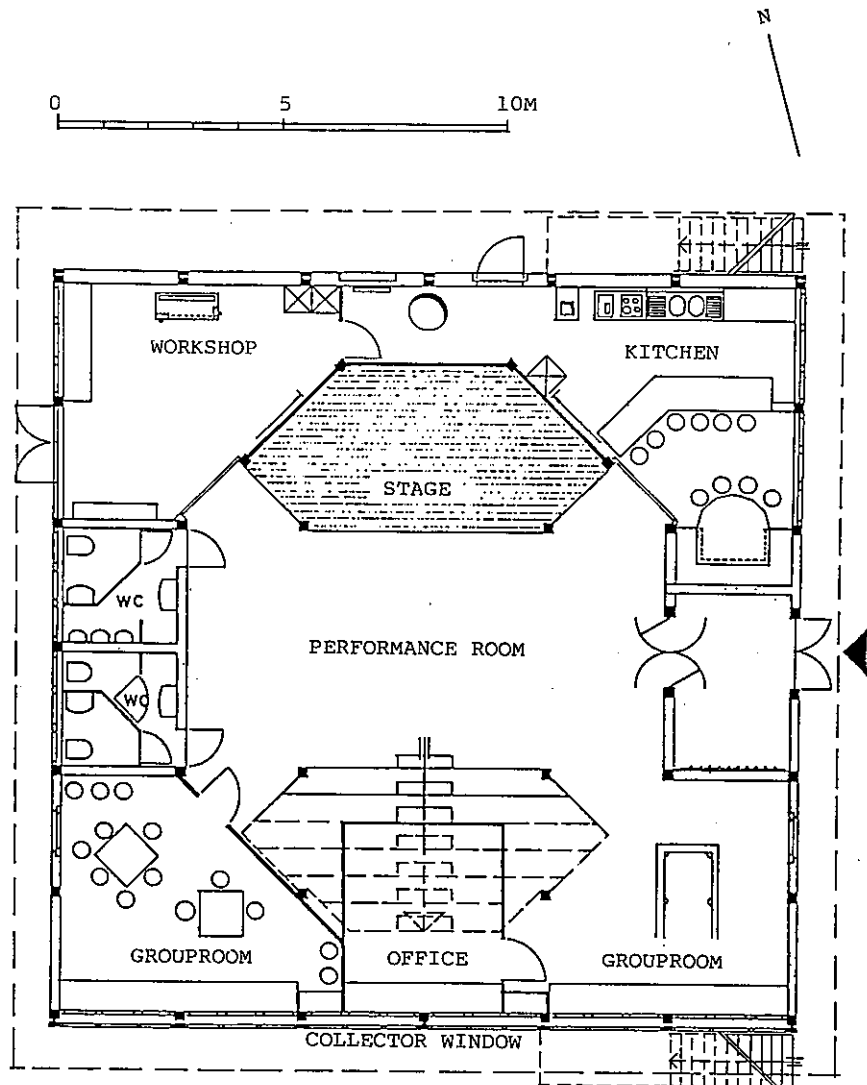 N
0 5 10M
WORKSHOP
KITCHEN
STAGE
WC
PERFORMANCE ROOM
WC
GROUPROOM
OFFICE
GROUPROOM
COLLECTOR WINDOW